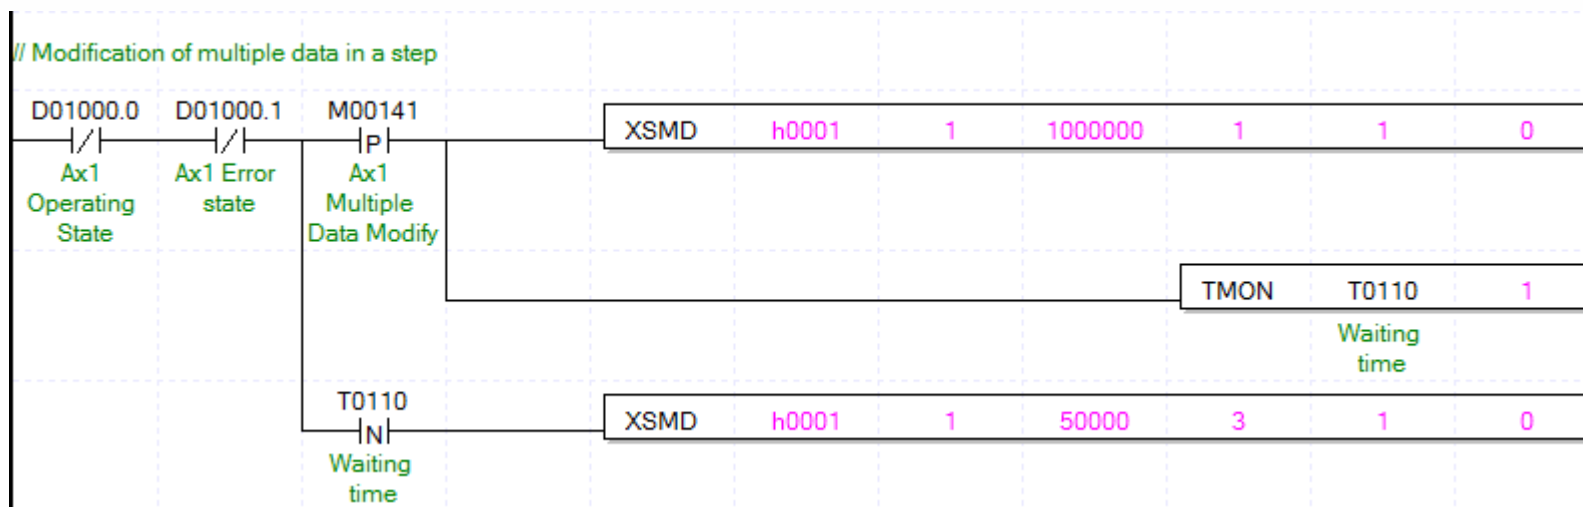 // Modification of multiple data in a step
D01000.0 D01000.1 M00141
P
XSMD h0001 1 1000000 1 1 0
Ax1 Operating State
Ax1 Error state
Ax1 Multiple Data Modify
TMON T0110 1
Waiting time
T0110
N
XSMD h0001 1 50000 3 1 0
Waiting time